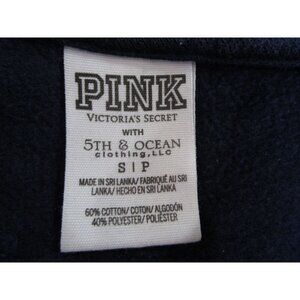 PINK
VICTORIA'S SECRET
WITH
5TH & OCEAN
clothing, LLC
S | P
MADE IN SRI LANKA/ FABRIQUÉ AU SRI
LANKA/ HECHO EN SRI LANKA
60% COTTON/ COTON/ ALGODÓN
40% POLYESTER/ POLIÉSTER